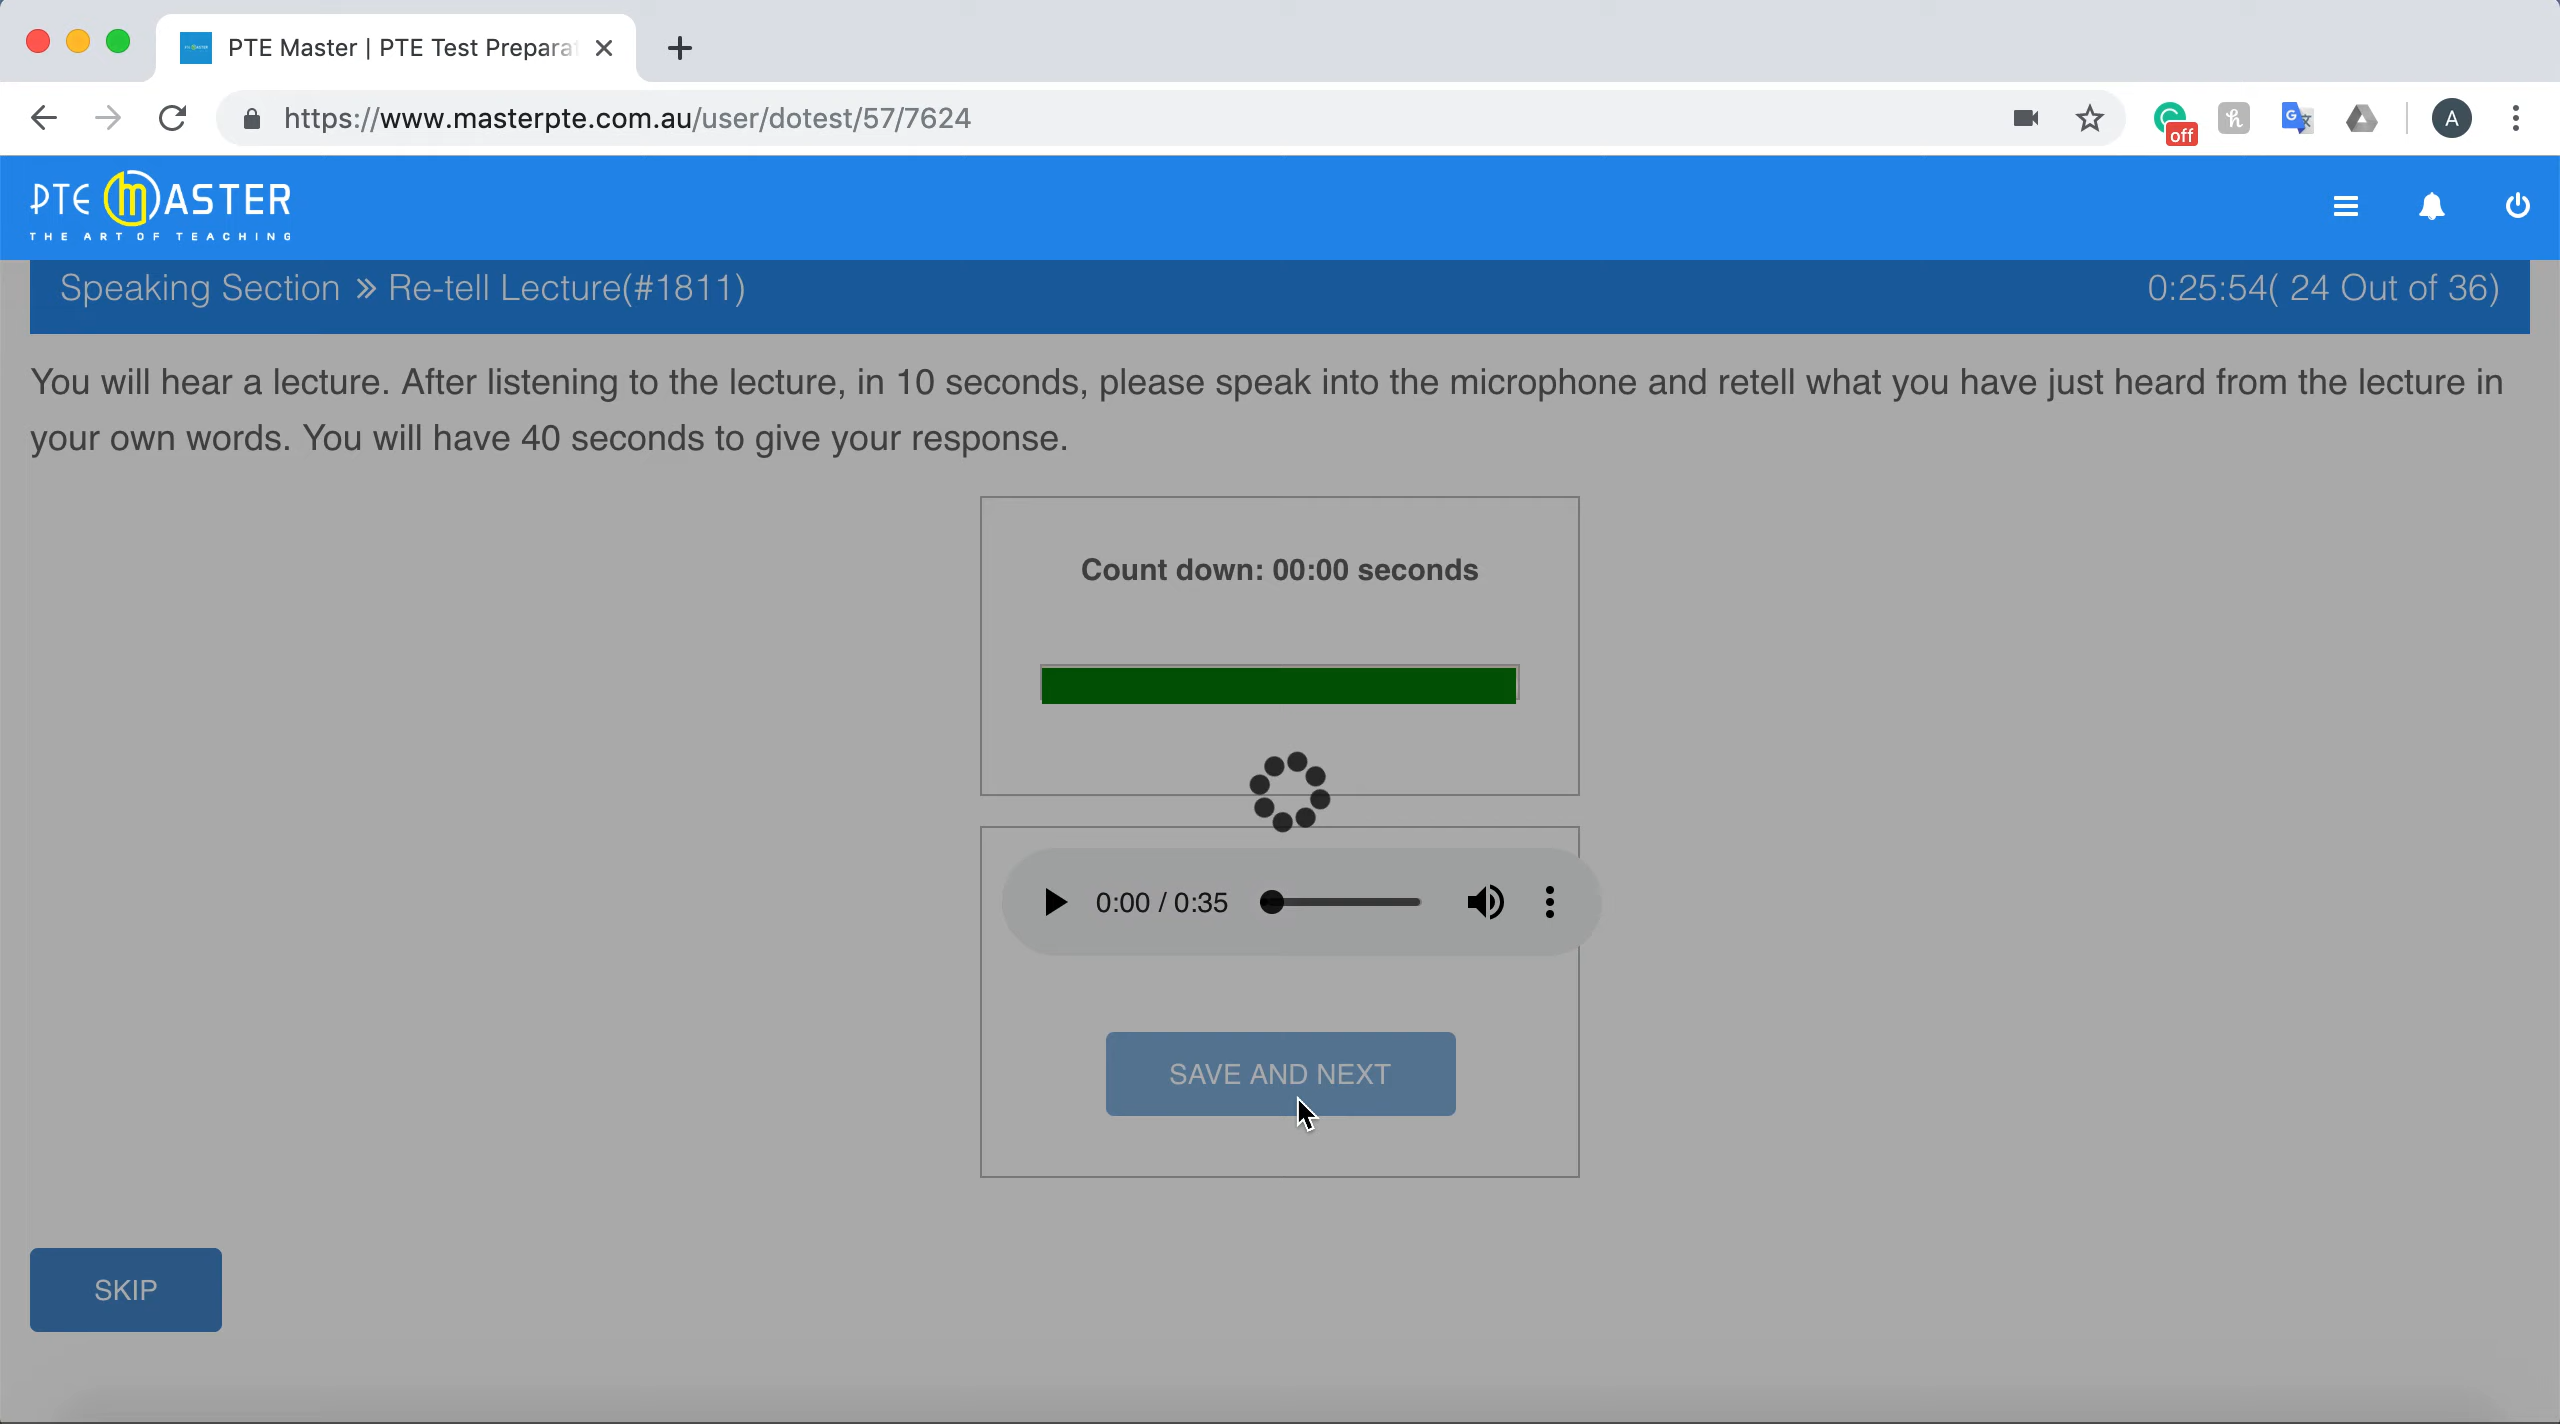 PTE Master | PTE Test Prepara
https://www.masterpte.com.au/user/dotest/57/7624
off
A
PTE MASTER
THE ART OF TEACHING
Speaking Section » Re-tell Lecture(#1811)
0:25:54( 24 Out of 36)
You will hear a lecture. After listening to the lecture, in 10 seconds, please speak into the microphone and retell what you have just heard from the lecture in
your own words. You will have 40 seconds to give your response.
Count down: 00:00 seconds
0:00 / 0:35
SAVE AND NEXT
SKIP